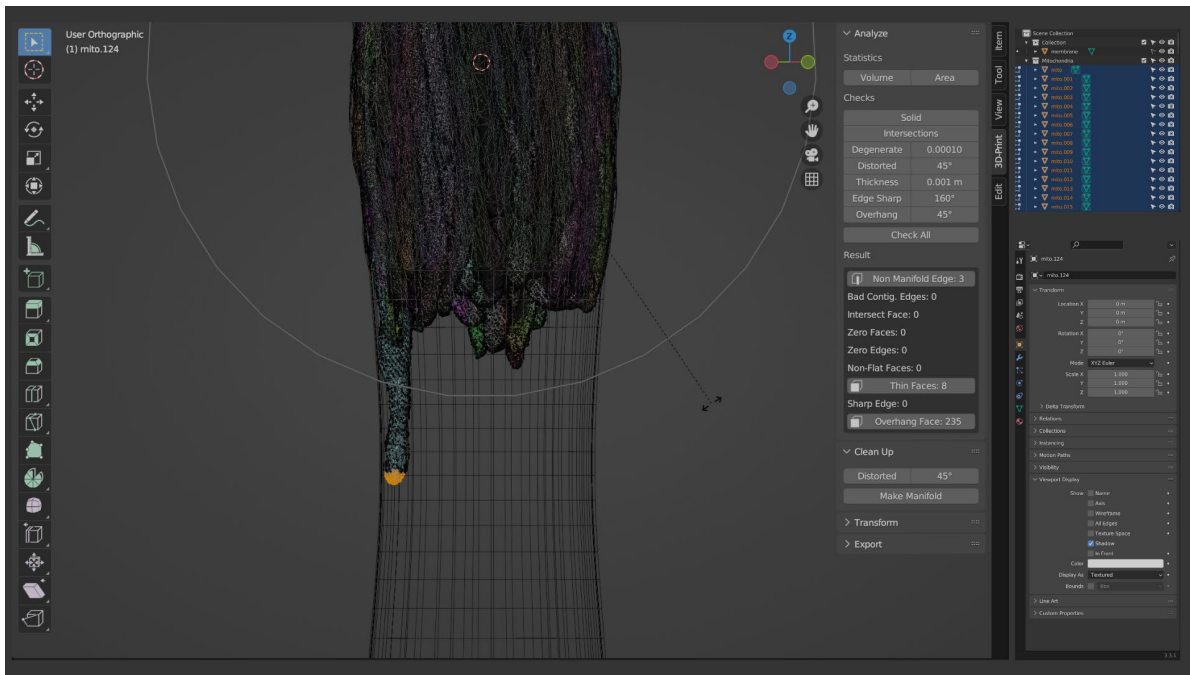 User Orthographic
(1) mito.124
Z
Analyze
Statistics
Volume
Area
Checks
Solid
Intersections
Degenerate 0.00010
Distorted 45°
Thickness 0.001 m
Edge Sharp 160°
Overhang 45°
Check All
Result
Non Manifold Edge: 3
Bad Contig. Edges: 0
Intersect Face: 0
Zero Faces: 0
Zero Edges: 0
Non-Flat Faces: 0
Thin Faces: 8
Sharp Edge: 0
Overhang Face: 235
Clean Up
Distorted 45°
Make Manifold
Transform
Export
Item
Tool
View
3D-Print
Edit
Scene Collection
Collection
membrane
Mitochondria
mito
mito.001
mito.002
mito.003
mito.004
mito.005
mito.006
mito.007
mito.008
mito.009
mito.010
mito.011
mito.012
mito.013
mito.014
mito.015
mito.124
mito.124
Transform
Location X 0 m
Y 0 m
Z 0 m
Rotation X 0°
Y 0°
Z 0°
Mode XYZ Euler
Scale X 1.000
Y 1.000
Z 1.000
Delta Transform
Relations
Collections
Instancing
Motion Paths
Visibility
Viewport Display
Show Name
Axis
Wireframe
All Edges
Texture Space
Shadow
In Front
Color
Display As Textured
Bounds Box
Line Art
Custom Properties
3.3.1